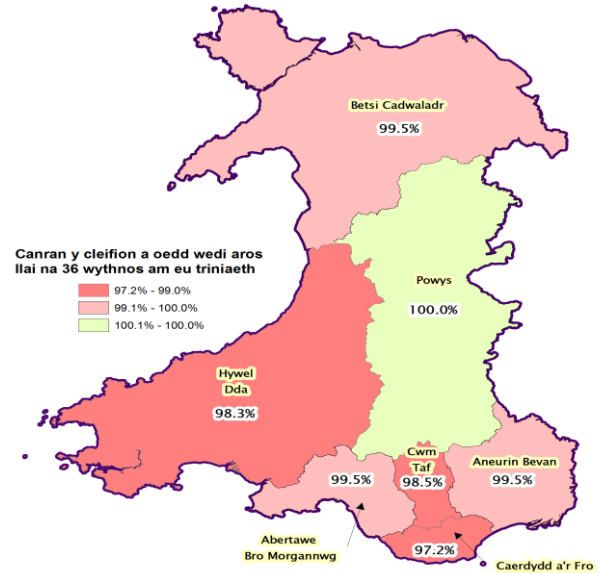 Betsi Cadwaladr
99.5%
Canran y cleifion a oedd wedi aros
llai na 36 wythnos am eu triniaeth
97.2% - 99.0%
99.1% - 100.0%
100.1% - 100.0%
Powys
100.0%
Hywel
Dda
98.3%
Cwm
Taf
98.5%
Aneurin Bevan
99.5%
99.5%
Abertawe
Bro Morgannwg
97.2%
Caerdydd a'r Fro